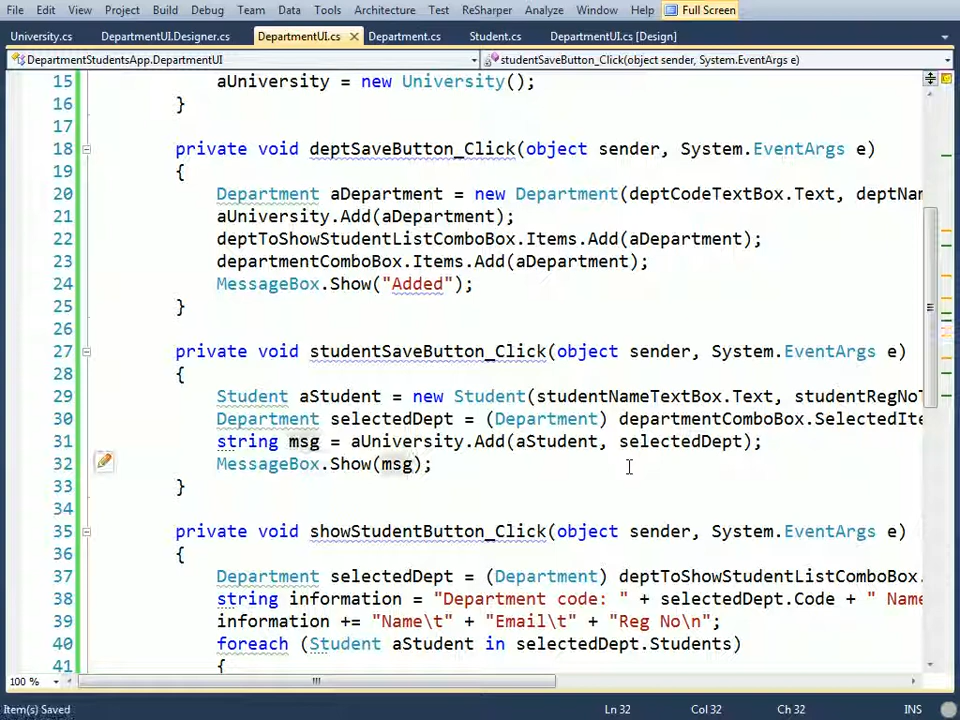 File Edit View Project Build Debug Team Data Tools Architecture Test ReSharper Analyze Window Help Full Screen
University.cs DepartmentUI.Designer.cs DepartmentUI.cs Department.cs Student.cs DepartmentUI.cs [Design]
DepartmentStudentsApp.DepartmentUI studentSaveButton_Click(object sender, System.EventArgs e)
15 aUniversity = new University();
16 }
17
18 private void deptSaveButton_Click(object sender, System.EventArgs e)
19 {
20 Department aDepartment = new Department(deptCodeTextBox.Text, deptNam
21 aUniversity.Add(aDepartment);
22 deptToShowStudentListComboBox.Items.Add(aDepartment);
23 departmentComboBox.Items.Add(aDepartment);
24 MessageBox.Show("Added");
25 }
26
27 private void studentSaveButton_Click(object sender, System.EventArgs e)
28 {
29 Student aStudent = new Student(studentNameTextBox.Text, studentRegNoT
30 Department selectedDept = (Department) departmentComboBox.SelectedIte
31 string msg = aUniversity.Add(aStudent, selectedDept);
32 MessageBox.Show(msg);
33 }
34
35 private void showStudentButton_Click(object sender, System.EventArgs e)
36 {
37 Department selectedDept = (Department) deptToShowStudentListComboBox.
38 string information = "Department code: " + selectedDept.Code + " Name
39 information += "Name\t" + "Email\t" + "Reg No\n";
40 foreach (Student aStudent in selectedDept.Students)
41 {
100 %
Item(s) Saved Ln 32 Col 32 Ch 32 INS